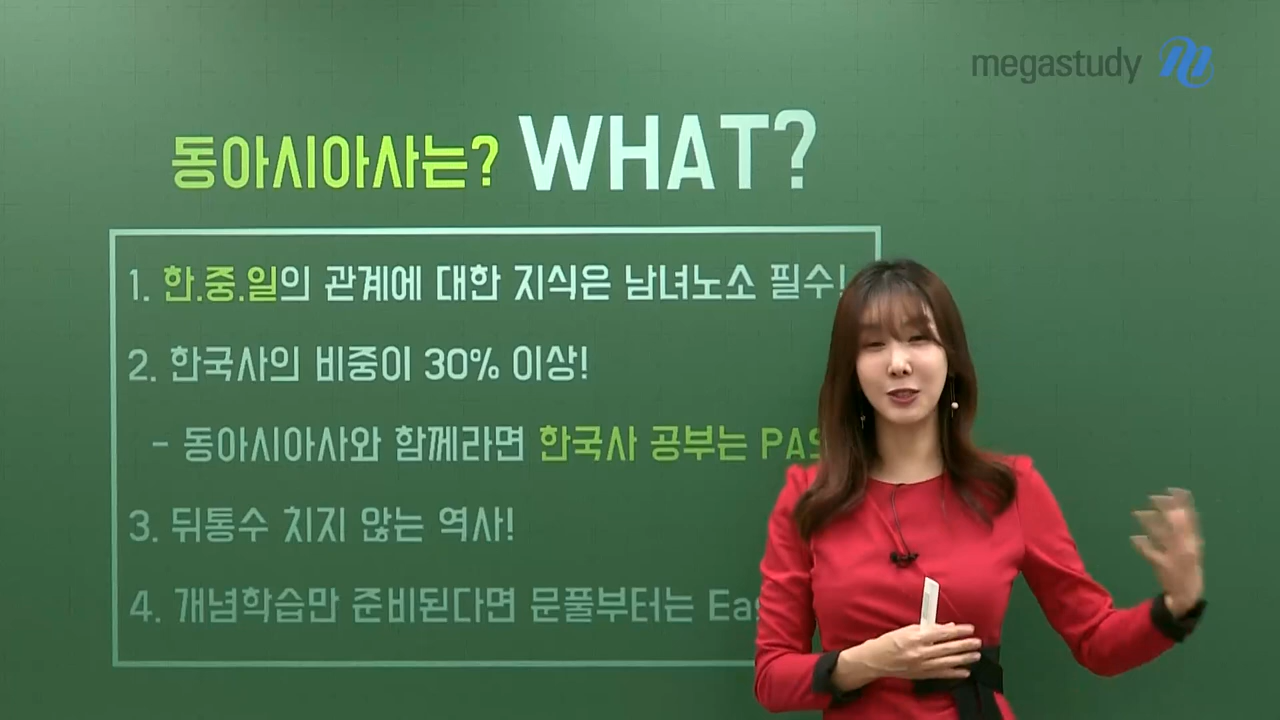 megastudy
동아시아사는? WHAT?
1. 한.중.일의 관계에 대한 지식은 남녀노소 필수!
2. 한국사의 비중이 30% 이상!
- 동아시아사와 함께라면 한국사 공부는
3. 뒤통수 치지 않는 역사!
4. 개념학습만 준비된다면 문풀부터는